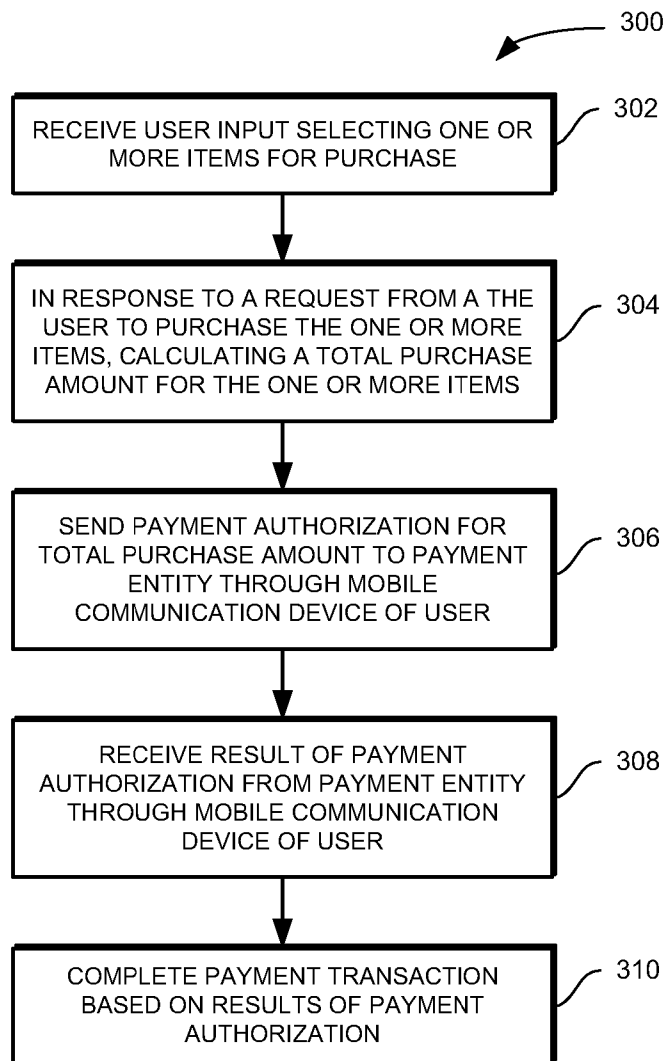 300
RECEIVE USER INPUT SELECTING ONE OR
MORE ITEMS FOR PURCHASE
302
IN RESPONSE TO A REQUEST FROM A THE
USER TO PURCHASE THE ONE OR MORE
ITEMS, CALCULATING A TOTAL PURCHASE
AMOUNT FOR THE ONE OR MORE ITEMS
304
SEND PAYMENT AUTHORIZATION FOR
TOTAL PURCHASE AMOUNT TO PAYMENT
ENTITY THROUGH MOBILE
COMMUNICATION DEVICE OF USER
306
RECEIVE RESULT OF PAYMENT
AUTHORIZATION FROM PAYMENT ENTITY
THROUGH MOBILE COMMUNICATION
DEVICE OF USER
308
COMPLETE PAYMENT TRANSACTION
BASED ON RESULTS OF PAYMENT
AUTHORIZATION
310